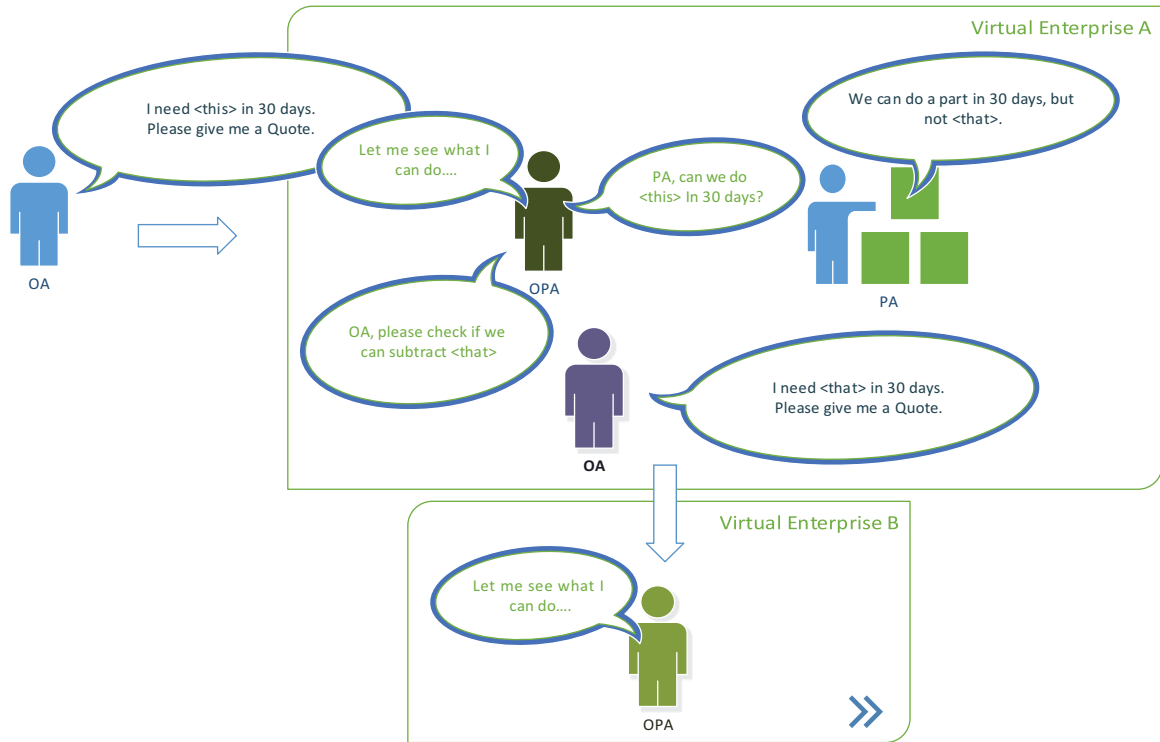 Virtual Enterprise A
I need <this> in 30 days.
Please give me a Quote.
We can do a part in 30 days, but
not <that>.
Let me see what I
can do....
PA, can we do
<this> In 30 days?
OA
OPA
PA
OA, please check if we
can subtract <that>
I need <that> in 30 days.
Please give me a Quote.
OA
Virtual Enterprise B
Let me see what I
can do....
OPA